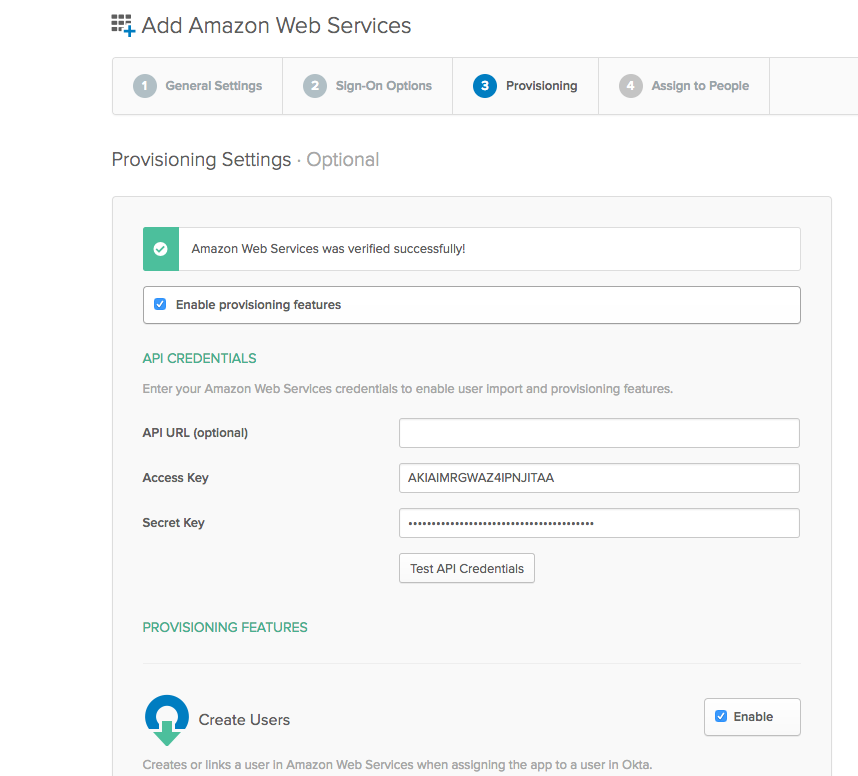 Add Amazon Web Services
1 General Settings 2 Sign-On Options 3 Provisioning 4 Assign to People
Provisioning Settings · Optional
Amazon Web Services was verified successfully!
Enable provisioning features
API CREDENTIALS
Enter your Amazon Web Services credentials to enable user import and provisioning features.
API URL (optional)
Access Key AKIAIMRGWAZ4IPNJITAA
Secret Key ••••••••••••••••••••••••••••••••••••••••
Test API Credentials
PROVISIONING FEATURES
Create Users Enable
Creates or links a user in Amazon Web Services when assigning the app to a user in Okta.